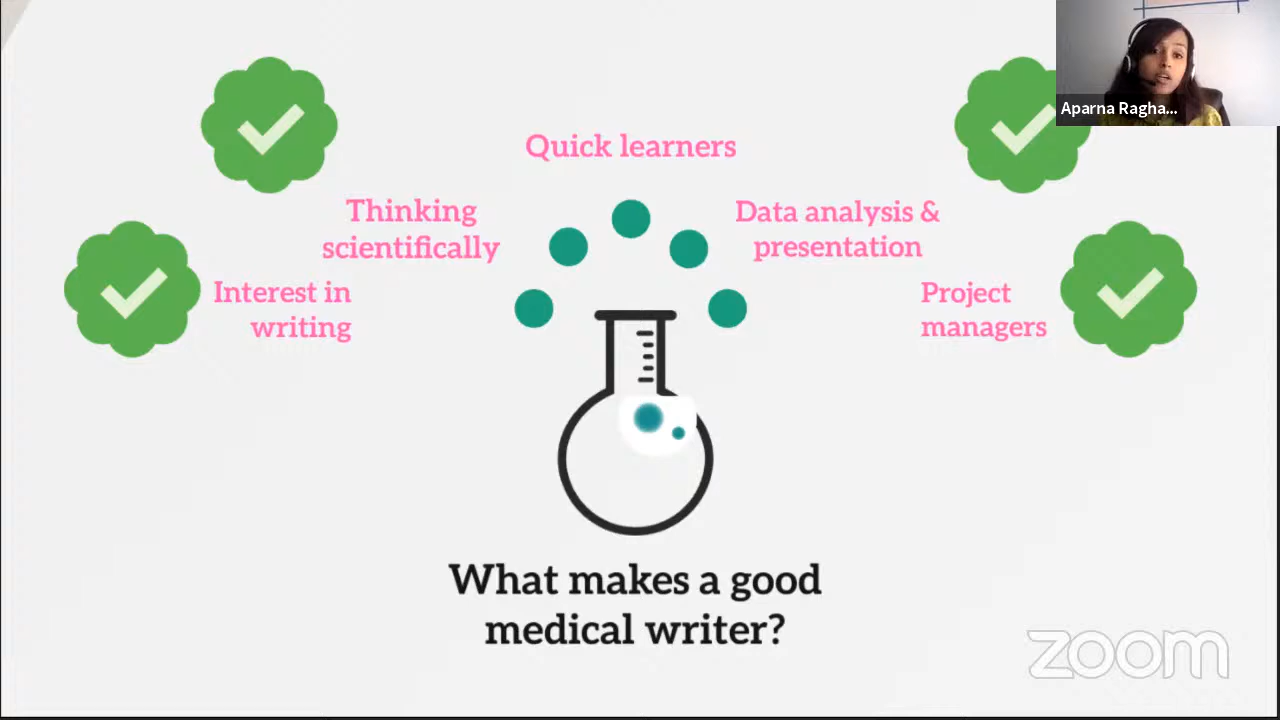 Aparna Ragha...
Quick learners
Thinking
scientifically
Data analysis &
presentation
Interest in
writing
Project
managers
What makes a good
medical writer?
zoom